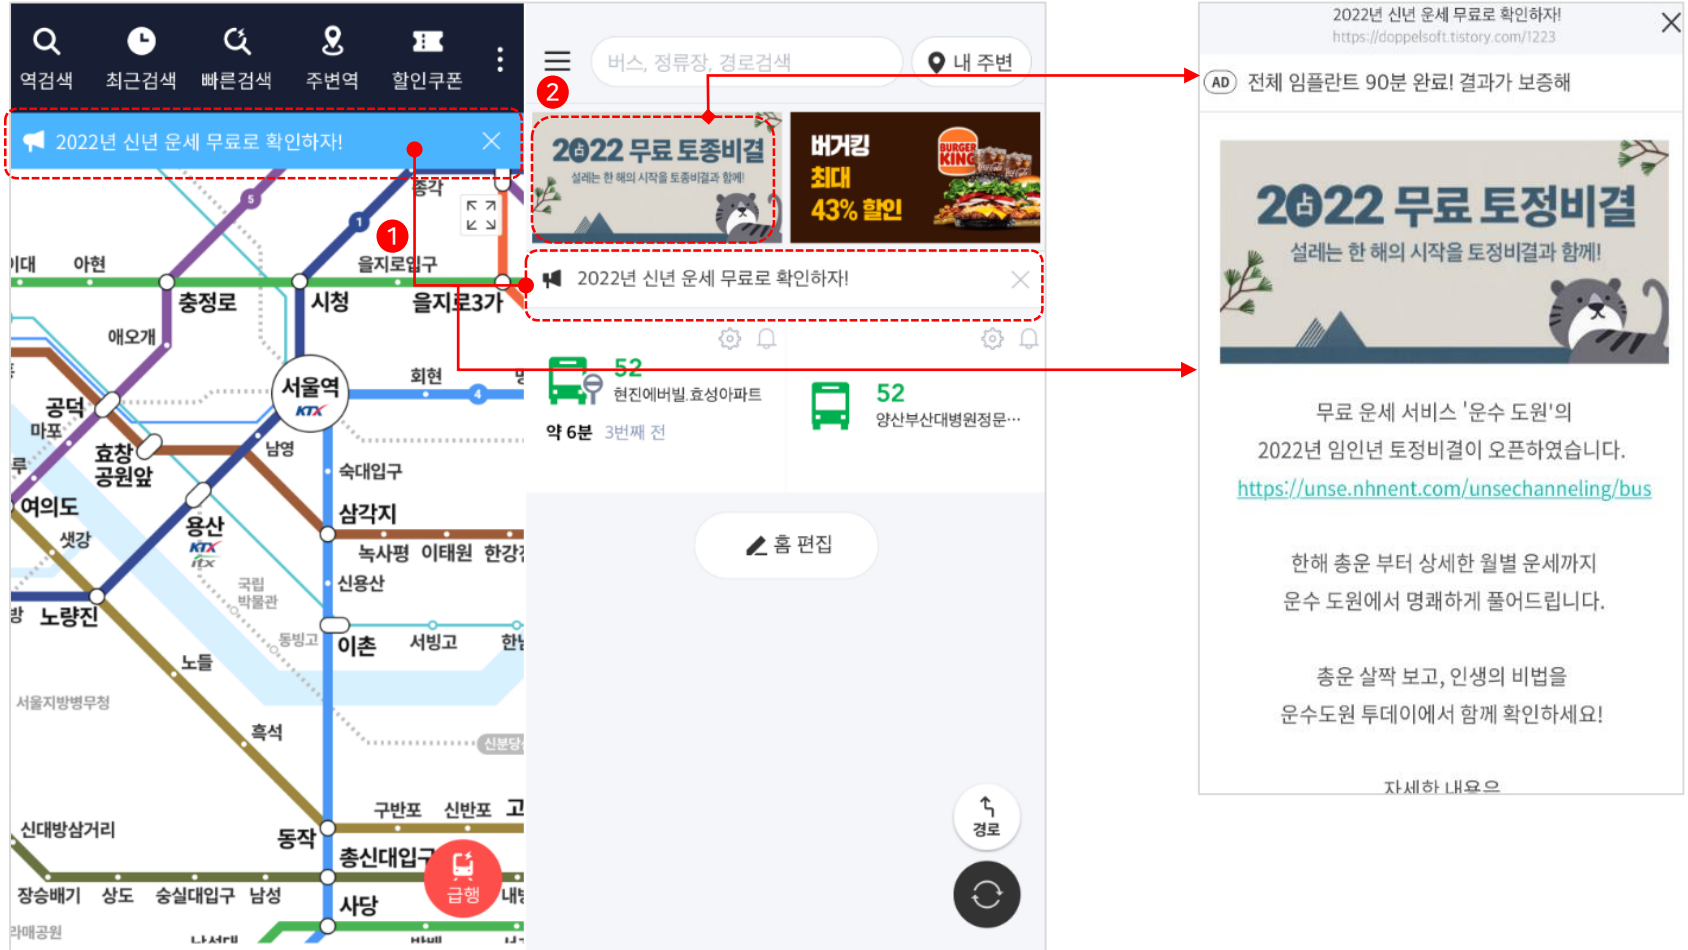 역검색
최근검색
빠른검색
주변역
할인쿠폰
2022년 신년 운세 무료로 확인하자!
5
종각
1
1
아현
을지로입구
충정로
시청
을지로3가
애오개
서울역
KTX
회현
4
공덕
마포
효창
공원앞
남영
숙대입구
여의도
샛강
용산
KTX
itx
삼각지
녹사평
이태원
신용산
국립
박물관
노량진
동빙고
이촌
서빙고
노들
서울지방병무청
흑석
구반포
신반포
신대방삼거리
동작
총신대입구
급행
장승배기
상도
숭실대입구
남성
사당
버스, 정류장, 경로검색
내 주변
2
2022 무료 토종비결
설레는 한 해의 시작을 토종비결과 함께!
버거킹
최대
43% 할인
BURGER
KING
2022년 신년 운세 무료로 확인하자!
52
현진에버빌.효성아파트
약 6분
3번째 전
52
양산부산대병원정문…
홈 편집
경로
2022년 신년 운세 무료로 확인하자!
https://doppelsoft.tistory.com/1223
AD
전체 임플란트 90분 완료! 결과가 보증해
2022 무료 토정비결
설레는 한 해의 시작을 토정비결과 함께!
무료 운세 서비스 '운수 도원'의
2022년 임인년 토정비결이 오픈하였습니다.
https://unse.nhnent.com/unsechanneling/bus
한해 총운 부터 상세한 월별 운세까지
운수 도원에서 명쾌하게 풀어드립니다.
총운 살짝 보고, 인생의 비법을
운수도원 투데이에서 함께 확인하세요!
자세한 내용은